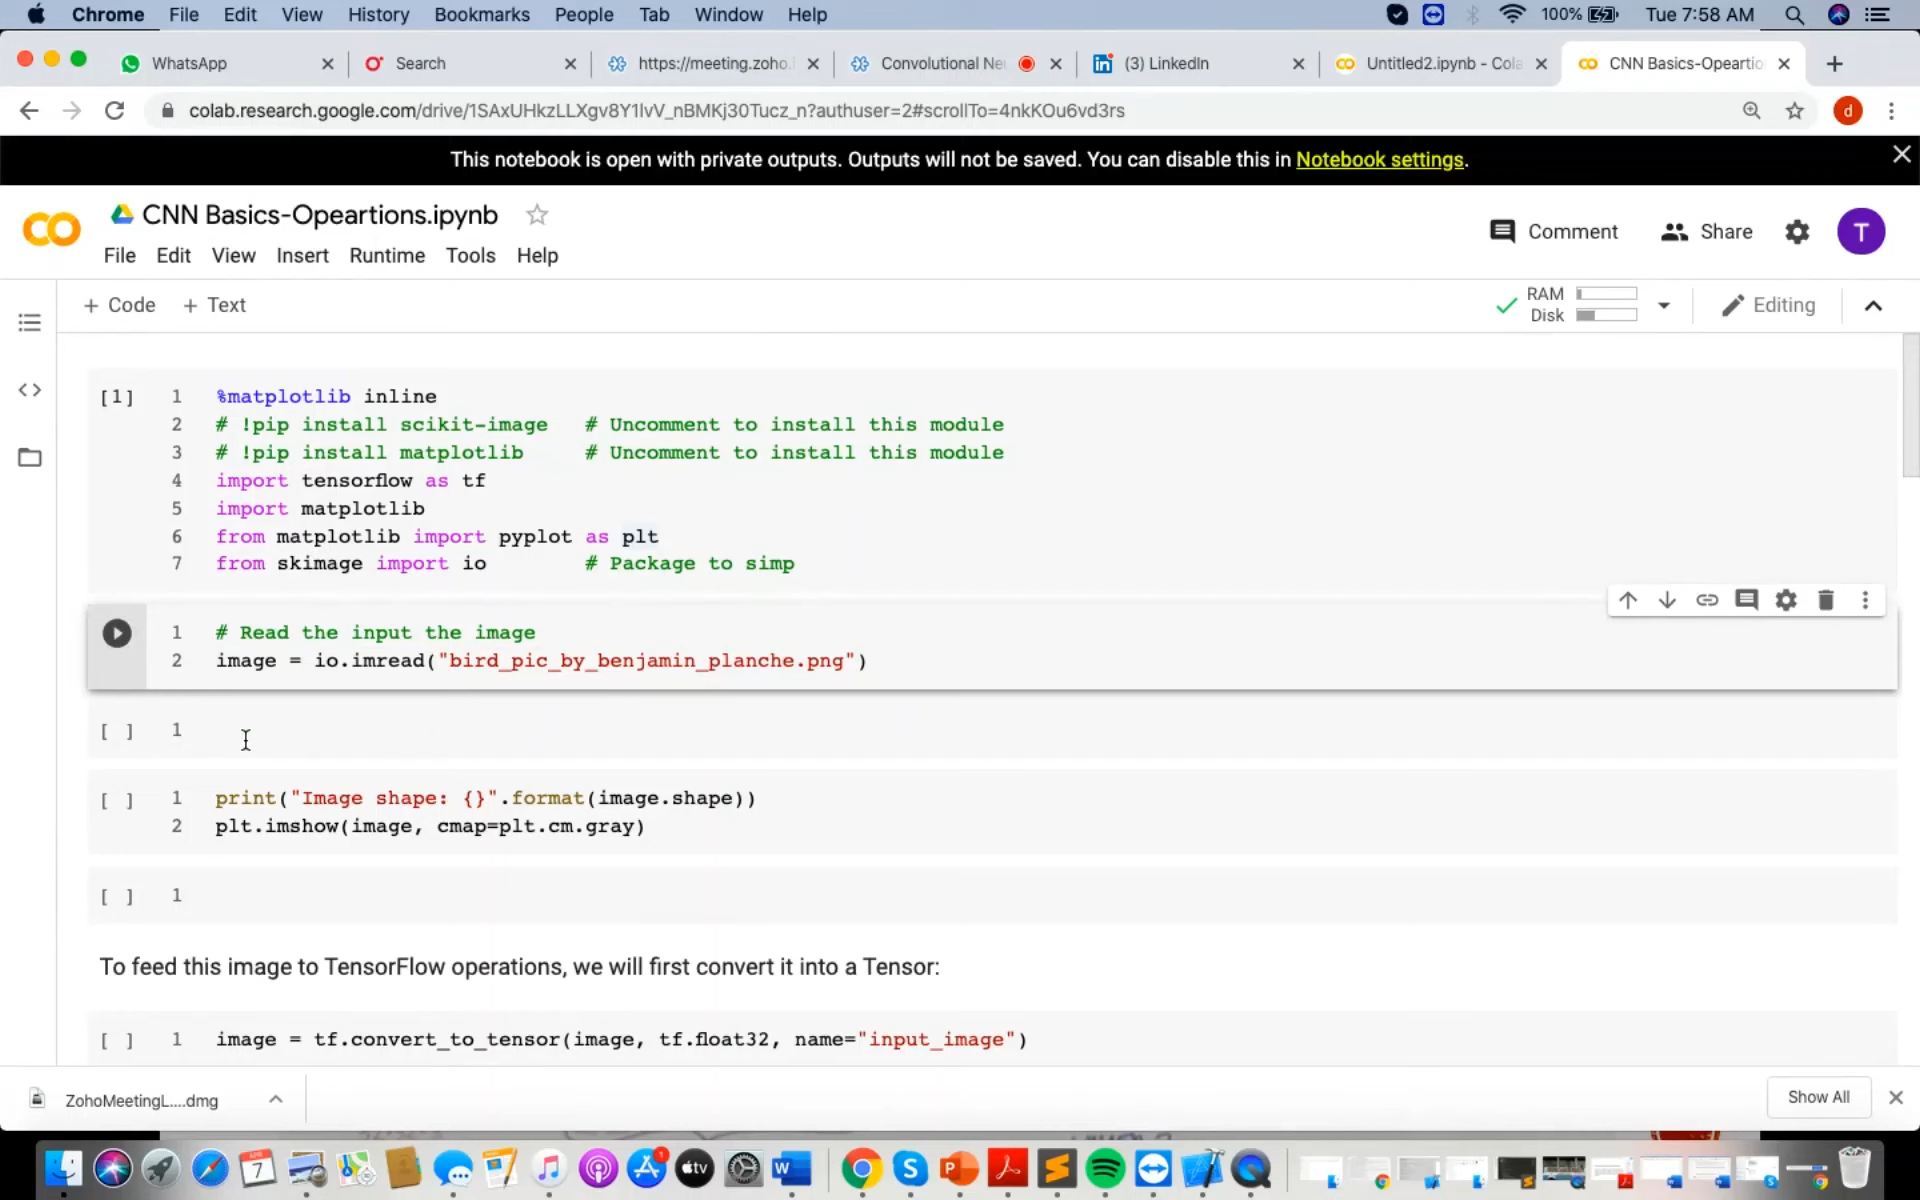 Chrome File Edit View History Bookmarks People Tab Window Help 100% Tue 7:58 AM
WhatsApp Search https://meeting.zoho. Convolutional Ne (3) LinkedIn Untitled2.ipynb - Cola CNN Basics-Opeartio
colab.research.google.com/drive/1SAxUHkzLLXgv8Y1lvV_nBMKj30Tucz_n?authuser=2#scrollTo=4nkKOu6vd3rs d
This notebook is open with private outputs. Outputs will not be saved. You can disable this in Notebook settings.
CO CNN Basics-Opeartions.ipynb Comment Share T
File Edit View Insert Runtime Tools Help
+ Code + Text RAM Disk Editing
[1] 1 %matplotlib inline
2 # !pip install scikit-image # Uncomment to install this module
3 # !pip install matplotlib # Uncomment to install this module
4 import tensorflow as tf
5 import matplotlib
6 from matplotlib import pyplot as plt
7 from skimage import io # Package to simp
1 # Read the input the image
2 image = io.imread("bird_pic_by_benjamin_planche.png")
[ ] 1
[ ] 1 print("Image shape: {}".format(image.shape))
2 plt.imshow(image, cmap=plt.cm.gray)
[ ] 1
To feed this image to TensorFlow operations, we will first convert it into a Tensor:
[ ] 1 image = tf.convert_to_tensor(image, tf.float32, name="input_image")
ZohoMeetingL....dmg Show All
7 1 tv W S P